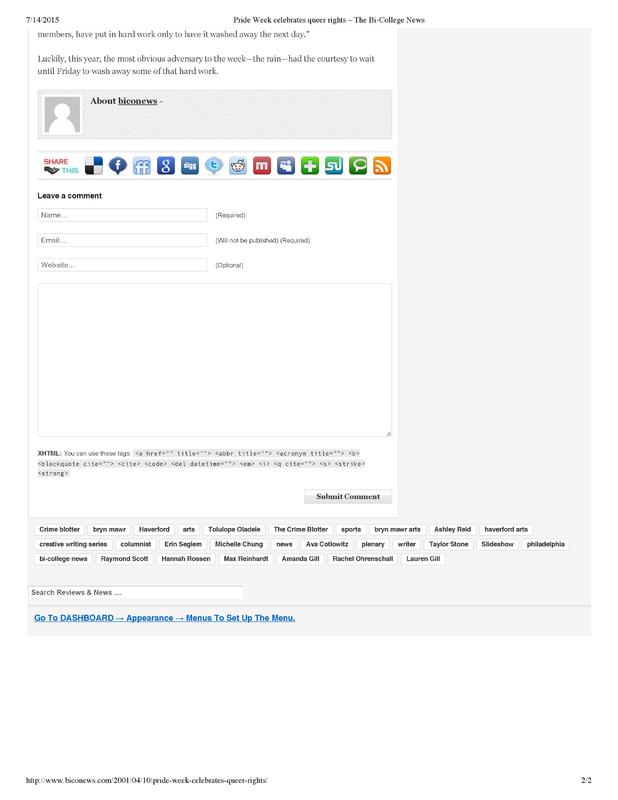 7/14/2015 Pride Week celebrates queer rights – The Bi-College News
members, have put in hard work only to have it washed away the next day."
Luckily, this year, the most obvious adversary to the week—the rain—had the courtesy to wait
until Friday to wash away some of that hard work.
About biconews -
SHARE
THIS
f ff g digg t m su
Leave a comment
Name... (Required)
Email... (Will not be published) (Required)
Website... (Optional)
XHTML: You can use these tags: <a href="" title=""> <abbr title=""> <acronym title=""> <b>
<blockquote cite=""> <cite> <code> <del datetime=""> <em> <i> <q cite=""> <s> <strike>
<strong>
Submit Comment
Crime blotter bryn mawr Haverford arts Tolulope Oladele The Crime Blotter sports bryn mawr arts Ashley Reid haverford arts
creative writing series columnist Erin Seglem Michelle Chung news Ava Cotlowitz plenary writer Taylor Stone Slideshow philadelphia
bi-college news Raymond Scott Hannah Rossen Max Reinhardt Amanda Gill Rachel Ohrenschall Lauren Gill
Search Reviews & News ....
Go To DASHBOARD → Appearance → Menus To Set Up The Menu.
http://www.biconews.com/2001/04/10/pride-week-celebrates-queer-rights/ 2/2